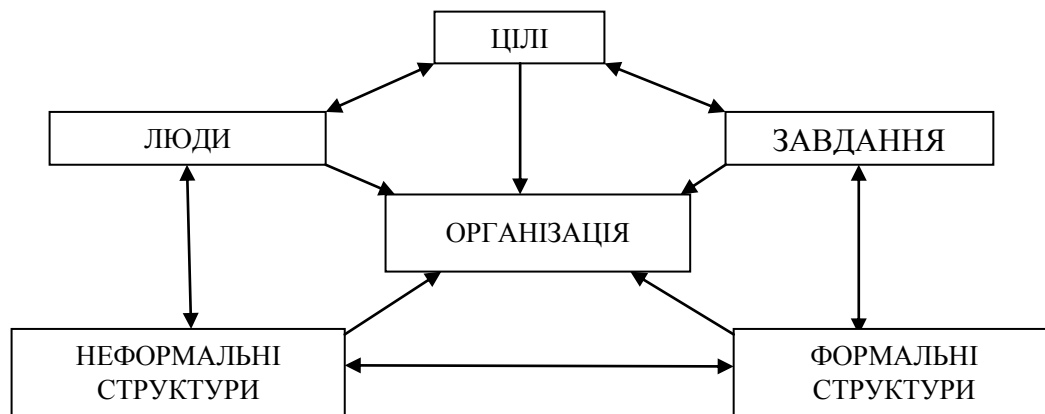 ЦІЛІ
ЛЮДИ
ЗАВДАННЯ
ОРГАНІЗАЦІЯ
НЕФОРМАЛЬНІ
СТРУКТУРИ
ФОРМАЛЬНІ
СТРУКТУРИ